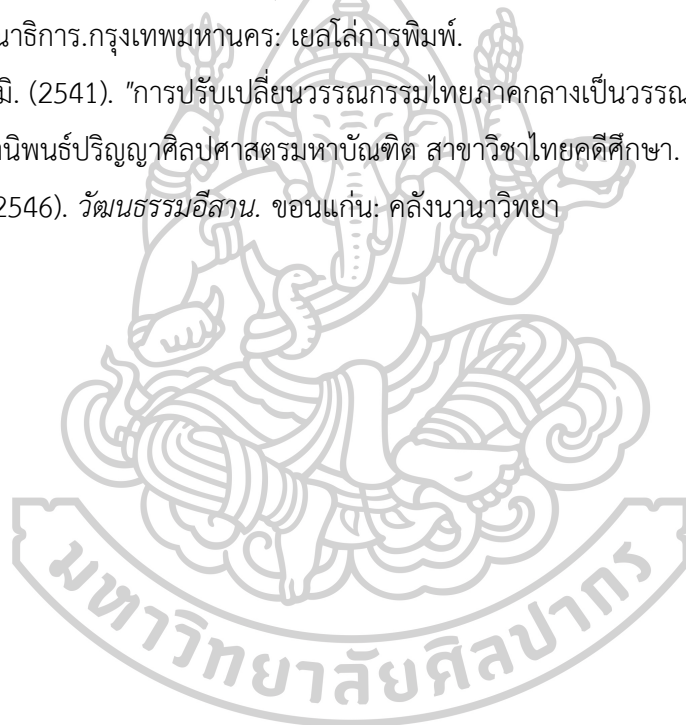 นาธิการ.กรุงเทพมหานคร: เยลโล่การพิมพ์.
มิ. (2541). "การปรับเปลี่ยนวรรณกรรมไทยภาคกลางเป็นวรรณ
นิพนธ์ปริญญาศิลปศาสตรมหาบัณฑิต สาขาวิชาไทยคดีศึกษา.
2546). วัฒนธรรมอีสาน. ขอนแก่น: คลังนานาวิทยา
มหาวิทยาลัยศิลปากร